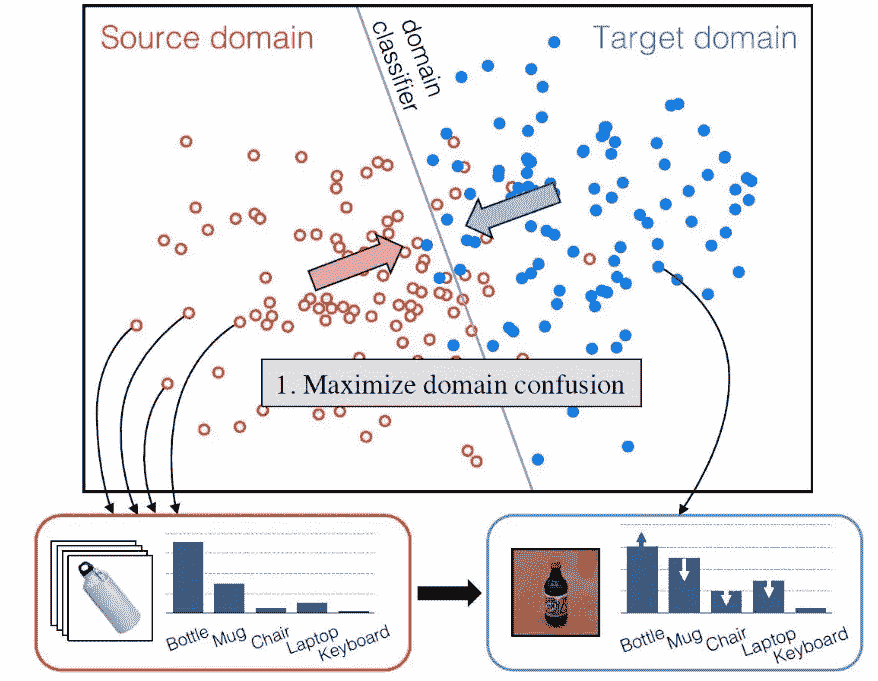 Source domain
domain
classifier
Target domain
1. Maximize domain confusion
Bottle
Mug
Chair
Laptop
Keyboard
Bottle
Mug
Chair
Laptop
Keyboard